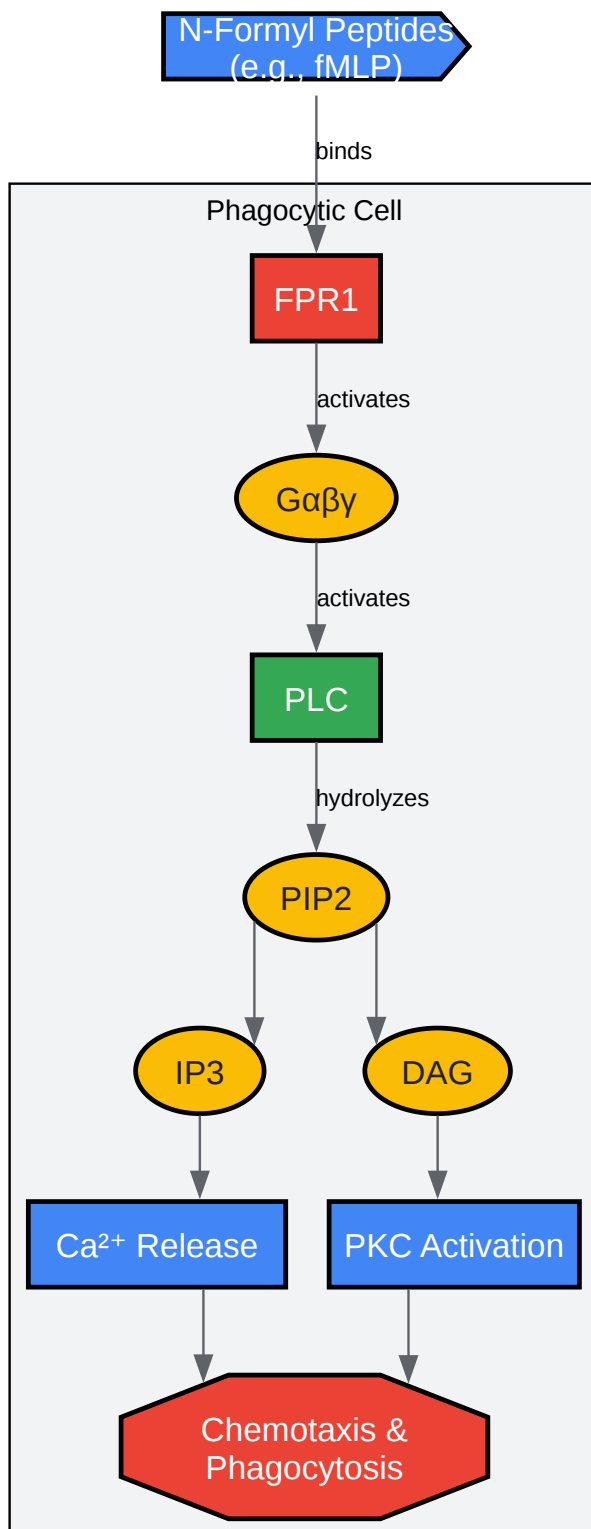 N-Formyl Peptides
(e.g., fMLP)
binds
Phagocytic Cell
FPR1
activates
Gαβγ
activates
PLC
hydrolyzes
PIP2
IP3
DAG
Ca²⁺ Release
PKC Activation
Chemotaxis &
Phagocytosis